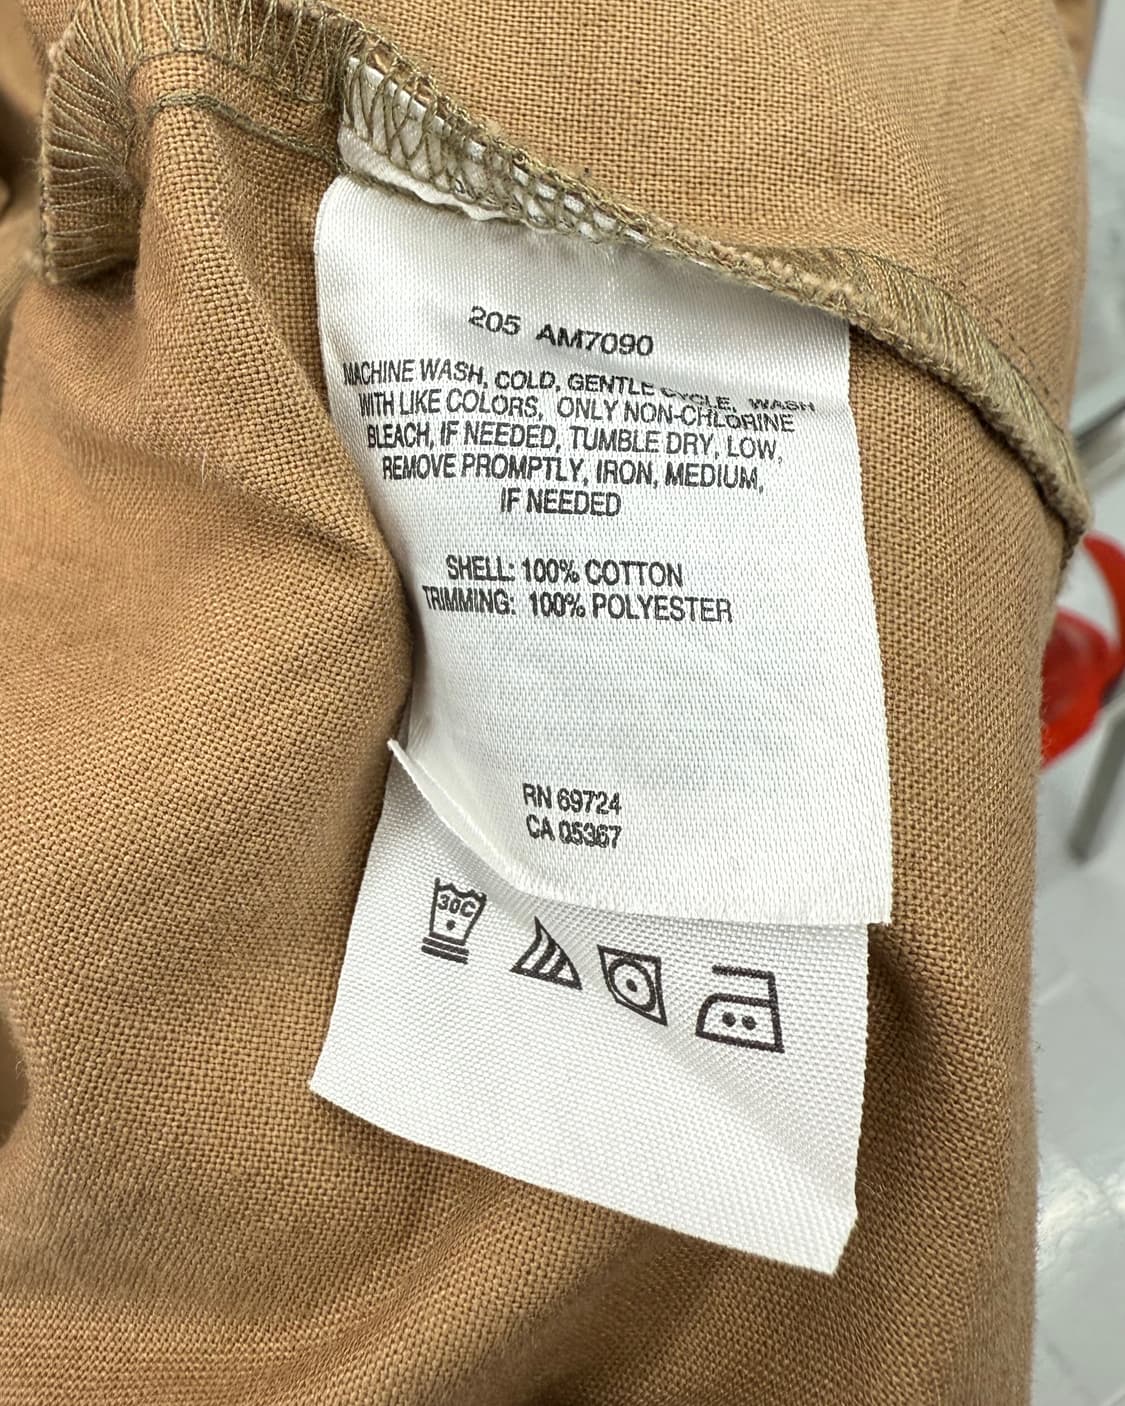 205 AM7090
MACHINE WASH, COLD, GENTLE CYCLE, WASH
WITH LIKE COLORS, ONLY NON-CHLORINE
BLEACH, IF NEEDED, TUMBLE DRY, LOW,
REMOVE PROMPTLY, IRON, MEDIUM,
IF NEEDED
SHELL: 100% COTTON
TRIMMING: 100% POLYESTER
RN 69724
CA 05367
30C